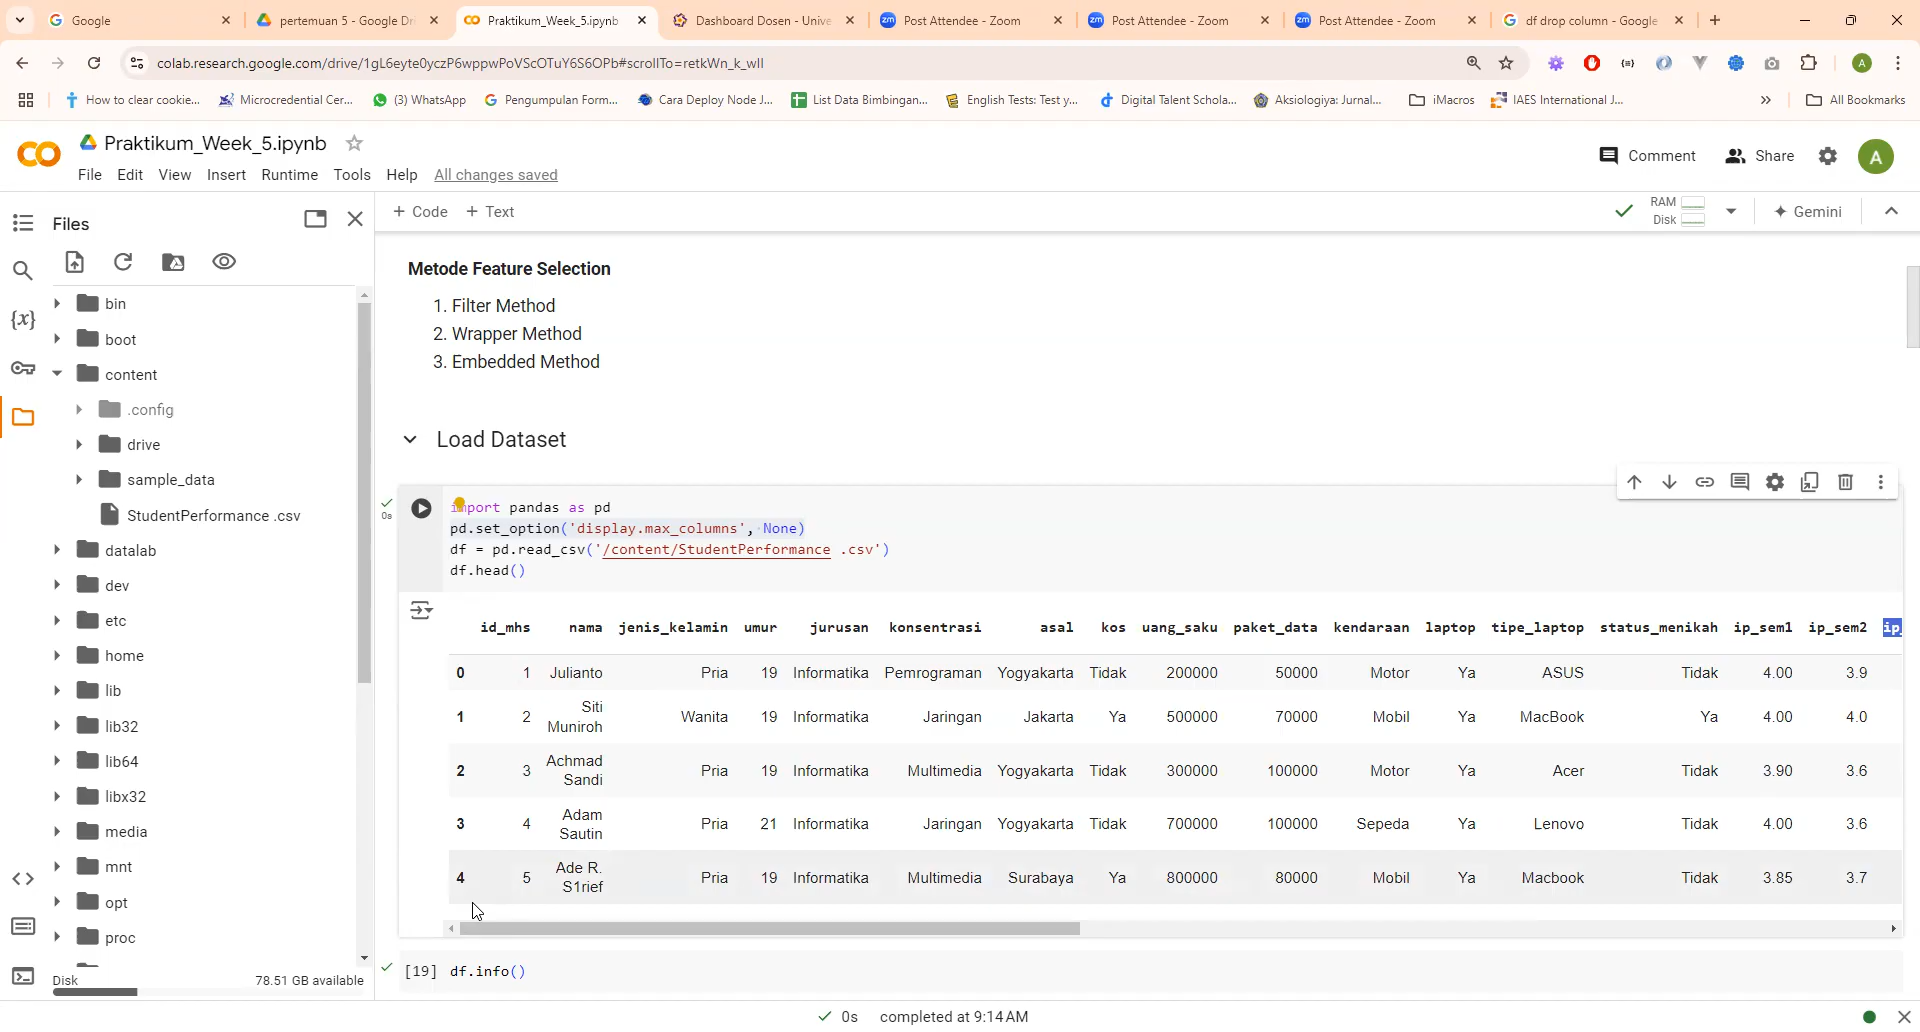 Google
pertemuan 5 - Google Dri
Praktikum_Week_5.ipynb
Dashboard Dosen - Unive
Post Attendee - Zoom
Post Attendee - Zoom
Post Attendee - Zoom
df drop column - Google
colab.research.google.com/drive/1gL6eyte0yczP6wppwPoVScOTuY6S6OPb#scrollTo=retkWn_k_wII
How to clear cookie...
Microcredential Cer...
(3) WhatsApp
Pengumpulan Form...
Cara Deploy Node J...
List Data Bimbingan...
English Tests: Test y...
Digital Talent Schola...
Aksiologiya: Jurnal...
iMacros
IAES International J...
All Bookmarks
Praktikum_Week_5.ipynb
File Edit View Insert Runtime Tools Help All changes saved
Comment
Share
A
Files
+ Code + Text
RAM
Disk
Gemini
bin
boot
content
.config
drive
sample_data
StudentPerformance .csv
datalab
dev
etc
home
lib
lib32
lib64
libx32
media
mnt
opt
proc
Disk 78.51 GB available
Metode Feature Selection
1. Filter Method
2. Wrapper Method
3. Embedded Method
Load Dataset
0s
import pandas as pd
pd.set_option('display.max_columns', None)
df = pd.read_csv('/content/StudentPerformance .csv')
df.head()
id_mhs nama jenis_kelamin umur jurusan konsentrasi asal kos uang_saku paket_data kendaraan laptop tipe_laptop status_menikah ip_sem1 ip_sem2 ip_
0 1 Julianto Pria 19 Informatika Pemrograman Yogyakarta Tidak 200000 50000 Motor Ya ASUS Tidak 4.00 3.9
1 2 Siti Muniroh Wanita 19 Informatika Jaringan Jakarta Ya 500000 70000 Mobil Ya MacBook Ya 4.00 4.0
2 3 Achmad Sandi Pria 19 Informatika Multimedia Yogyakarta Tidak 300000 100000 Motor Ya Acer Tidak 3.90 3.6
3 4 Adam Sautin Pria 21 Informatika Jaringan Yogyakarta Tidak 700000 100000 Sepeda Ya Lenovo Tidak 4.00 3.6
4 5 Ade R. S1rief Pria 19 Informatika Multimedia Surabaya Ya 800000 80000 Mobil Ya Macbook Tidak 3.85 3.7
[19] df.info()
0s completed at 9:14 AM